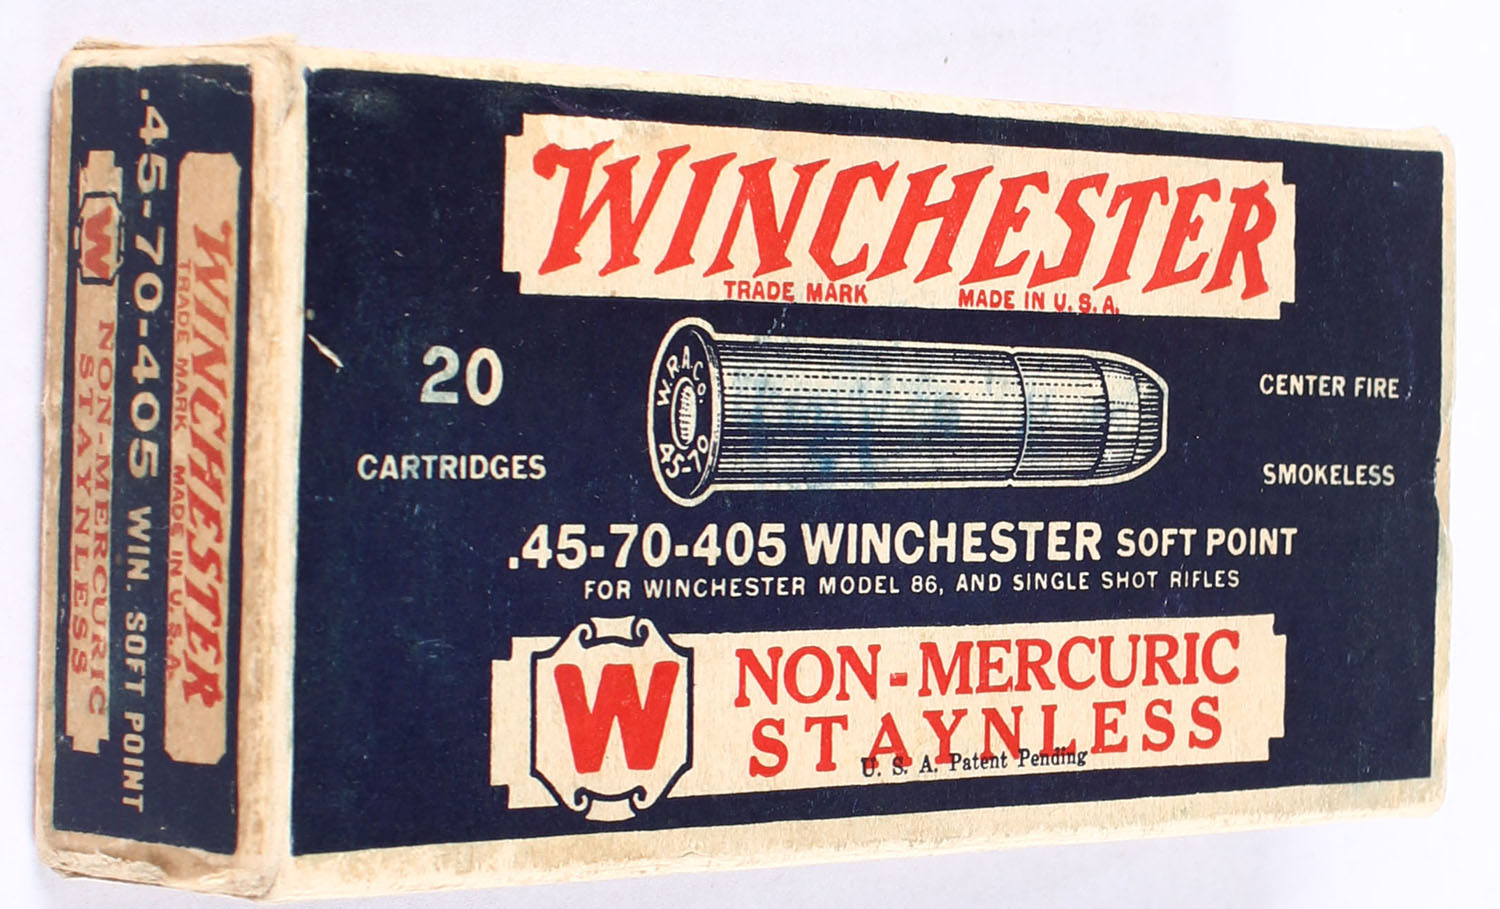 WINCHESTER
TRADE MARK MADE IN U.S.A.
20
CARTRIDGES
W.R.A.Co.
45-70
CENTER FIRE
SMOKELESS
.45-70-405 WINCHESTER SOFT POINT
FOR WINCHESTER MODEL 86, AND SINGLE SHOT RIFLES
W
NON-MERCURIC
STAYNLESS
U. S. A. Patent Pending
WINCHESTER
TRADE MARK MADE IN U.S.A.
.45-70-405 WIN. SOFT POINT
W
NON-MERCURIC
STAYNLESS